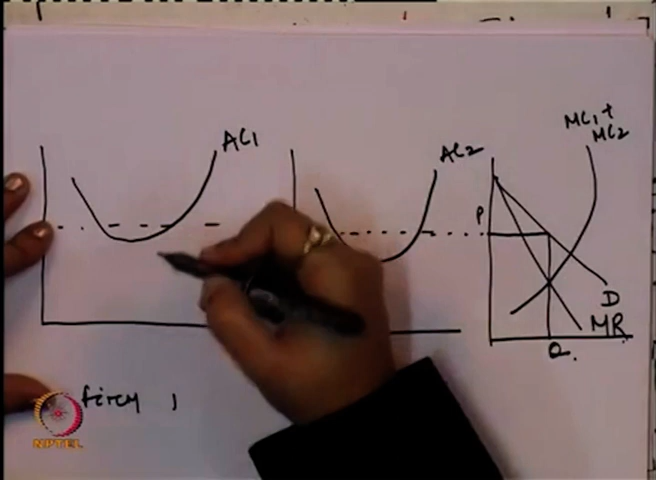 AC1
AC2
MC1 +
MC2
P
D
MR
Q
firm 1
NPTEL